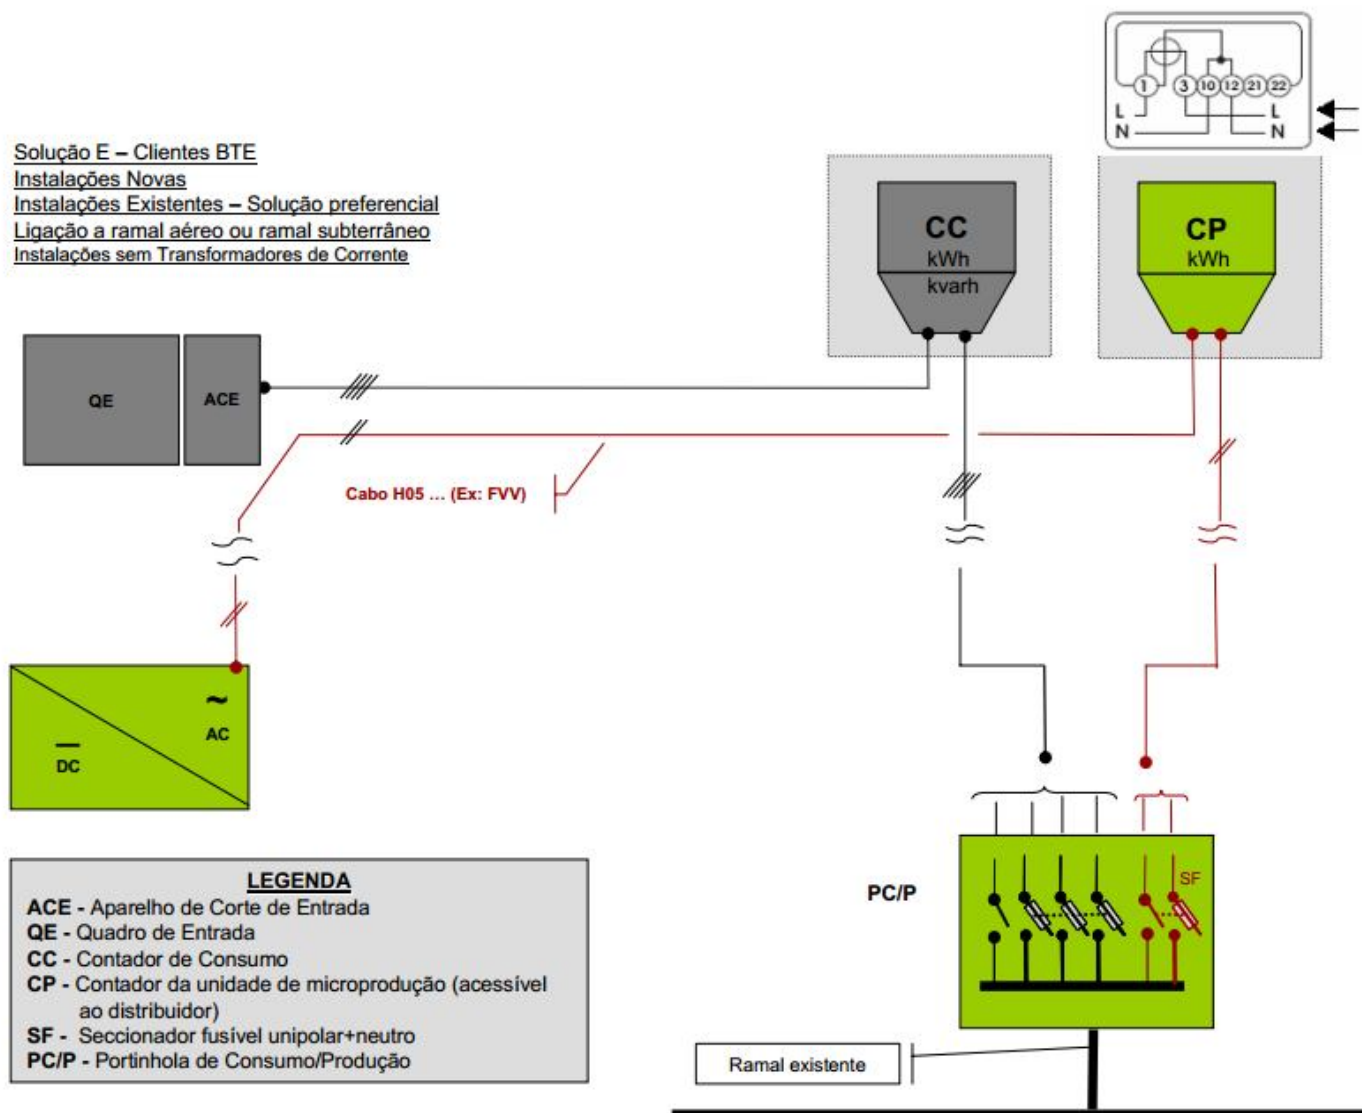 1 3 10 12 21 22
L L
N N
Solução E – Clientes BTE
Instalações Novas
Instalações Existentes – Solução preferencial
Ligação a ramal aéreo ou ramal subterrâneo
Instalações sem Transformadores de Corrente
CC
kWh
kvarh
CP
kWh
QE
ACE
Cabo H05 ... (Ex: FVV)
~
AC
DC
PC/P
SF
LEGENDA
ACE - Aparelho de Corte de Entrada
QE - Quadro de Entrada
CC - Contador de Consumo
CP - Contador da unidade de microprodução (acessível
ao distribuidor)
SF - Seccionador fusível unipolar+neutro
PC/P - Portinhola de Consumo/Produção
Ramal existente